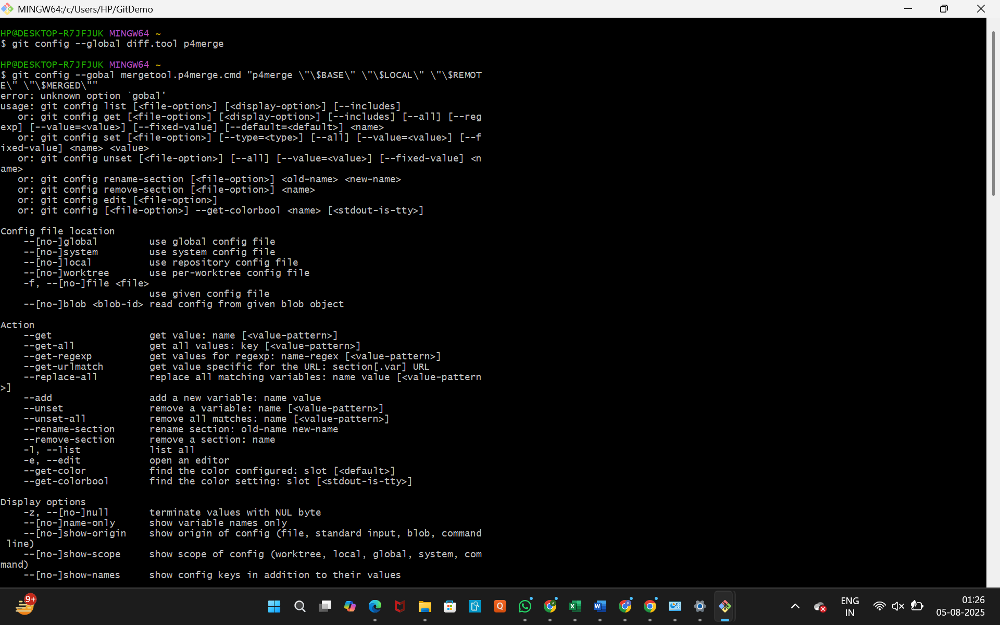 MINGW64:/c/Users/HP/GitDemo
HP@DESKTOP-R7JFJUK MINGW64 ~
$ git config --global diff.tool p4merge
HP@DESKTOP-R7JFJUK MINGW64 ~
$ git config --gobal mergetool.p4merge.cmd "p4merge \"\$BASE\" \"\$LOCAL\" \"\$REMOT
E\" \"\$MERGED\""
error: unknown option `gobal'
usage: git config list [<file-option>] [<display-option>] [--includes]
   or: git config get [<file-option>] [<display-option>] [--includes] [--all] [--reg
exp] [--value=<value>] [--fixed-value] [--default=<default>] <name>
   or: git config set [<file-option>] [--type=<type>] [--all] [--value=<value>] [--f
ixed-value] <name> <value>
   or: git config unset [<file-option>] [--all] [--value=<value>] [--fixed-value] <n
ame>
   or: git config rename-section [<file-option>] <old-name> <new-name>
   or: git config remove-section [<file-option>] <name>
   or: git config edit [<file-option>]
   or: git config [<file-option>] --get-colorbool <name> [<stdout-is-tty>]
Config file location
    --[no-]global         use global config file
    --[no-]system         use system config file
    --[no-]local          use repository config file
    --[no-]worktree       use per-worktree config file
    -f, --[no-]file <file>
                          use given config file
    --[no-]blob <blob-id> read config from given blob object
Action
    --get                 get value: name [<value-pattern>]
    --get-all             get all values: key [<value-pattern>]
    --get-regexp          get values for regexp: name-regex [<value-pattern>]
    --get-urlmatch        get value specific for the URL: section[.var] URL
    --replace-all         replace all matching variables: name value [<value-pattern
>]
    --add                 add a new variable: name value
    --unset               remove a variable: name [<value-pattern>]
    --unset-all           remove all matches: name [<value-pattern>]
    --rename-section      rename section: old-name new-name
    --remove-section      remove a section: name
    -l, --list            list all
    -e, --edit            open an editor
    --get-color           find the color configured: slot [<default>]
    --get-colorbool       find the color setting: slot [<stdout-is-tty>]
Display options
    -z, --[no-]null       terminate values with NUL byte
    --[no-]name-only      show variable names only
    --[no-]show-origin    show origin of config (file, standard input, blob, command
 line)
    --[no-]show-scope     show scope of config (worktree, local, global, system, com
mand)
    --[no-]show-names     show config keys in addition to their values
9+
ENG
IN
01:26
05-08-2025